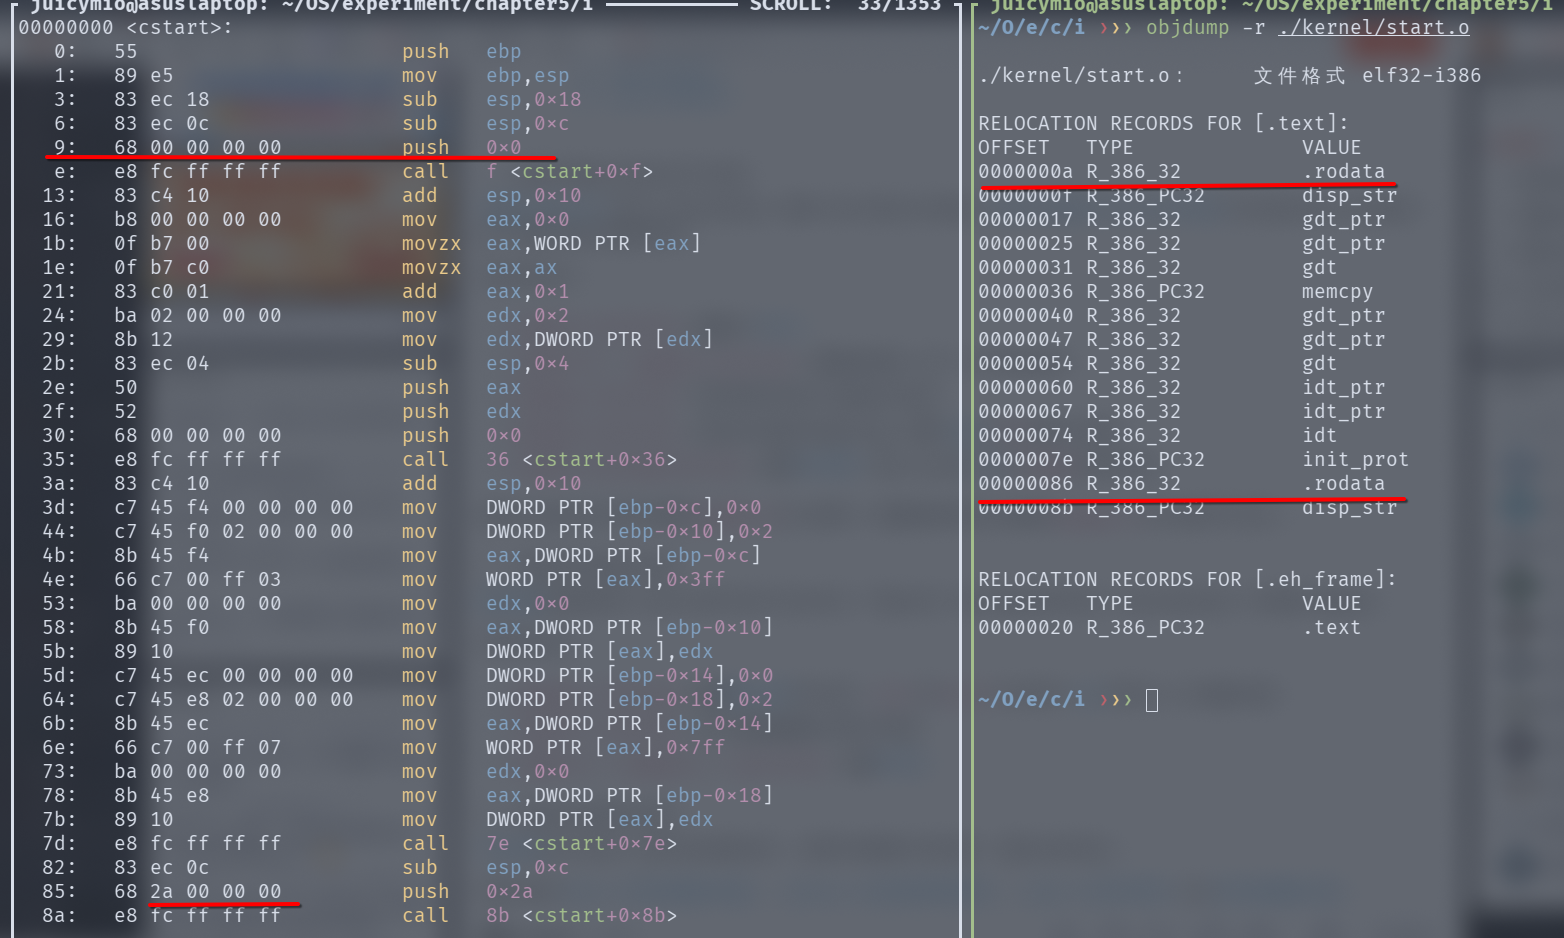 juicymio@asuslaptop: ~/OS/experiment/chapter5/i SCROLL: 33/1353
00000000 <cstart>:
0: 55 push ebp
1: 89 e5 mov ebp,esp
3: 83 ec 18 sub esp,0×18
6: 83 ec 0c sub esp,0×c
9: 68 00 00 00 00 push 0×0
e: e8 fc ff ff ff call f <cstart+0×f>
13: 83 c4 10 add esp,0×10
16: b8 00 00 00 00 mov eax,0×0
1b: 0f b7 00 movzx eax,WORD PTR [eax]
1e: 0f b7 c0 movzx eax,ax
21: 83 c0 01 add eax,0×1
24: ba 02 00 00 00 mov edx,0×2
29: 8b 12 mov edx,DWORD PTR [edx]
2b: 83 ec 04 sub esp,0×4
2e: 50 push eax
2f: 52 push edx
30: 68 00 00 00 00 push 0×0
35: e8 fc ff ff ff call 36 <cstart+0×36>
3a: 83 c4 10 add esp,0×10
3d: c7 45 f4 00 00 00 00 mov DWORD PTR [ebp-0×c],0×0
44: c7 45 f0 02 00 00 00 mov DWORD PTR [ebp-0×10],0×2
4b: 8b 45 f4 mov eax,DWORD PTR [ebp-0×c]
4e: 66 c7 00 ff 03 mov WORD PTR [eax],0×3ff
53: ba 00 00 00 00 mov edx,0×0
58: 8b 45 f0 mov eax,DWORD PTR [ebp-0×10]
5b: 89 10 mov DWORD PTR [eax],edx
5d: c7 45 ec 00 00 00 00 mov DWORD PTR [ebp-0×14],0×0
64: c7 45 e8 02 00 00 00 mov DWORD PTR [ebp-0×18],0×2
6b: 8b 45 ec mov eax,DWORD PTR [ebp-0×14]
6e: 66 c7 00 ff 07 mov WORD PTR [eax],0×7ff
73: ba 00 00 00 00 mov edx,0×0
78: 8b 45 e8 mov eax,DWORD PTR [ebp-0×18]
7b: 89 10 mov DWORD PTR [eax],edx
7d: e8 fc ff ff ff call 7e <cstart+0×7e>
82: 83 ec 0c sub esp,0×c
85: 68 2a 00 00 00 push 0×2a
8a: e8 fc ff ff ff call 8b <cstart+0×8b>
juicymio@asuslaptop: ~/OS/experiment/chapter5/i
~/O/e/c/i ❯❯❯ objdump -r ./kernel/start.o
./kernel/start.o： 文件格式 elf32-i386
RELOCATION RECORDS FOR [.text]:
OFFSET TYPE VALUE
0000000a R_386_32 .rodata
0000000f R_386_PC32 disp_str
00000017 R_386_32 gdt_ptr
00000025 R_386_32 gdt_ptr
00000031 R_386_32 gdt
00000036 R_386_PC32 memcpy
00000040 R_386_32 gdt_ptr
00000047 R_386_32 gdt_ptr
00000054 R_386_32 gdt
00000060 R_386_32 idt_ptr
00000067 R_386_32 idt_ptr
00000074 R_386_32 idt
0000007e R_386_PC32 init_prot
00000086 R_386_32 .rodata
0000008b R_386_PC32 disp_str
RELOCATION RECORDS FOR [.eh_frame]:
OFFSET TYPE VALUE
00000020 R_386_PC32 .text
~/O/e/c/i ❯❯❯